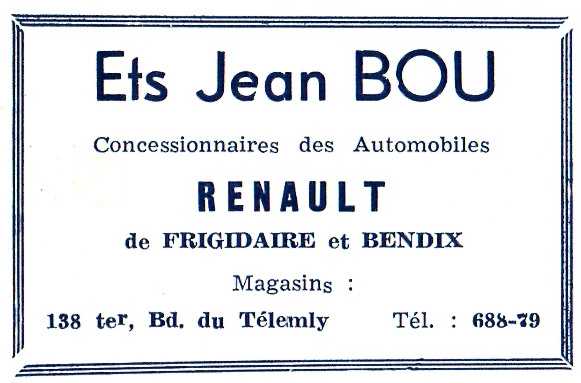 Ets Jean BOU
Concessionnaires des Automobiles
RENAULT
de FRIGIDAIRE et BENDIX
Magasins :
138 ter, Bd. du Télemly Tél. : 688-79